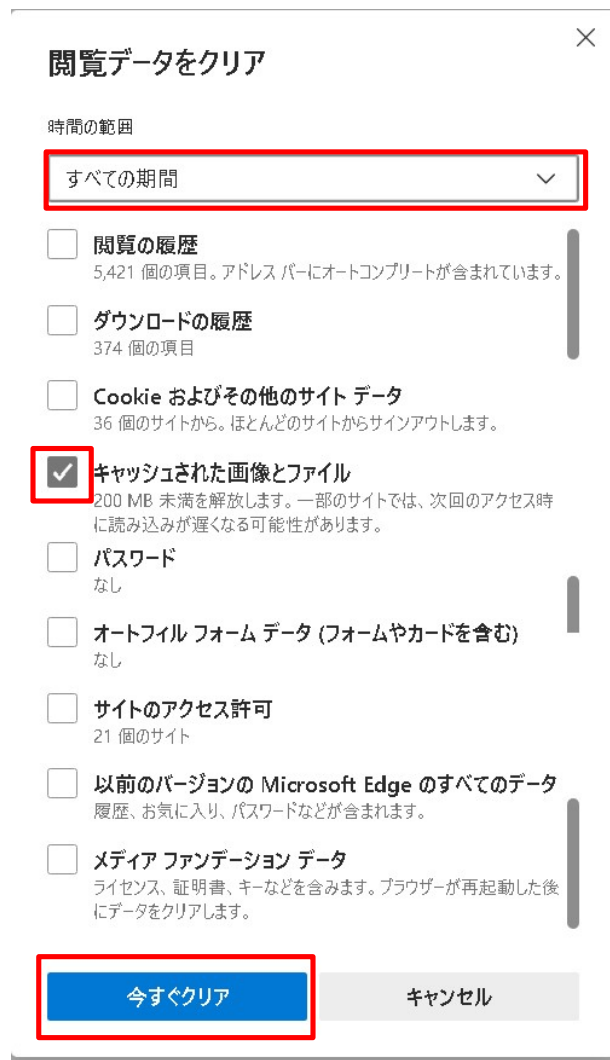 閲覧データをクリア
時間の範囲
すべての期間
閲覧の履歴
5,421 個の項目。アドレス バーにオートコンプリートが含まれています。
ダウンロードの履歴
374 個の項目
Cookie およびその他のサイト データ
36 個のサイトから。ほとんどのサイトからサインアウトします。
キャッシュされた画像とファイル
200 MB 未満を解放します。一部のサイトでは、次回のアクセス時
に読み込みが遅くなる可能性があります。
パスワード
なし
オートフィル フォーム データ (フォームやカードを含む)
なし
サイトのアクセス許可
21 個のサイト
以前のバージョンの Microsoft Edge のすべてのデータ
履歴、お気に入り、パスワードなどが含まれます。
メディア ファンデーション データ
ライセンス、証明書、キーなどを含みます。ブラウザーが再起動した後
にデータをクリアします。
今すぐクリア
キャンセル